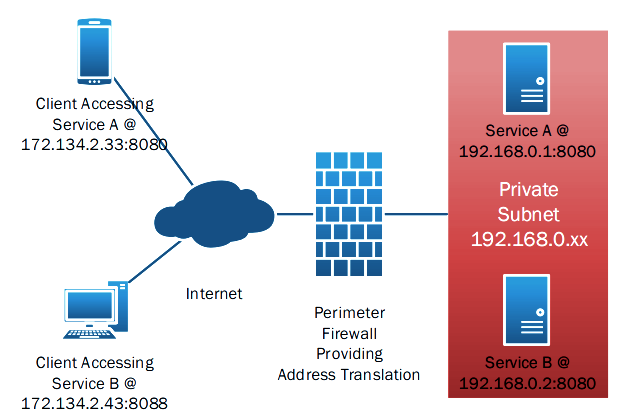 Client Accessing
Service A @
172.134.2.33:8080
Client Accessing
Service B @
172.134.2.43:8088
Internet
Perimeter
Firewall
Providing
Address Translation
Service A @
192.168.0.1:8080
Private
Subnet
192.168.0.xx
Service B @
192.168.0.2:8080